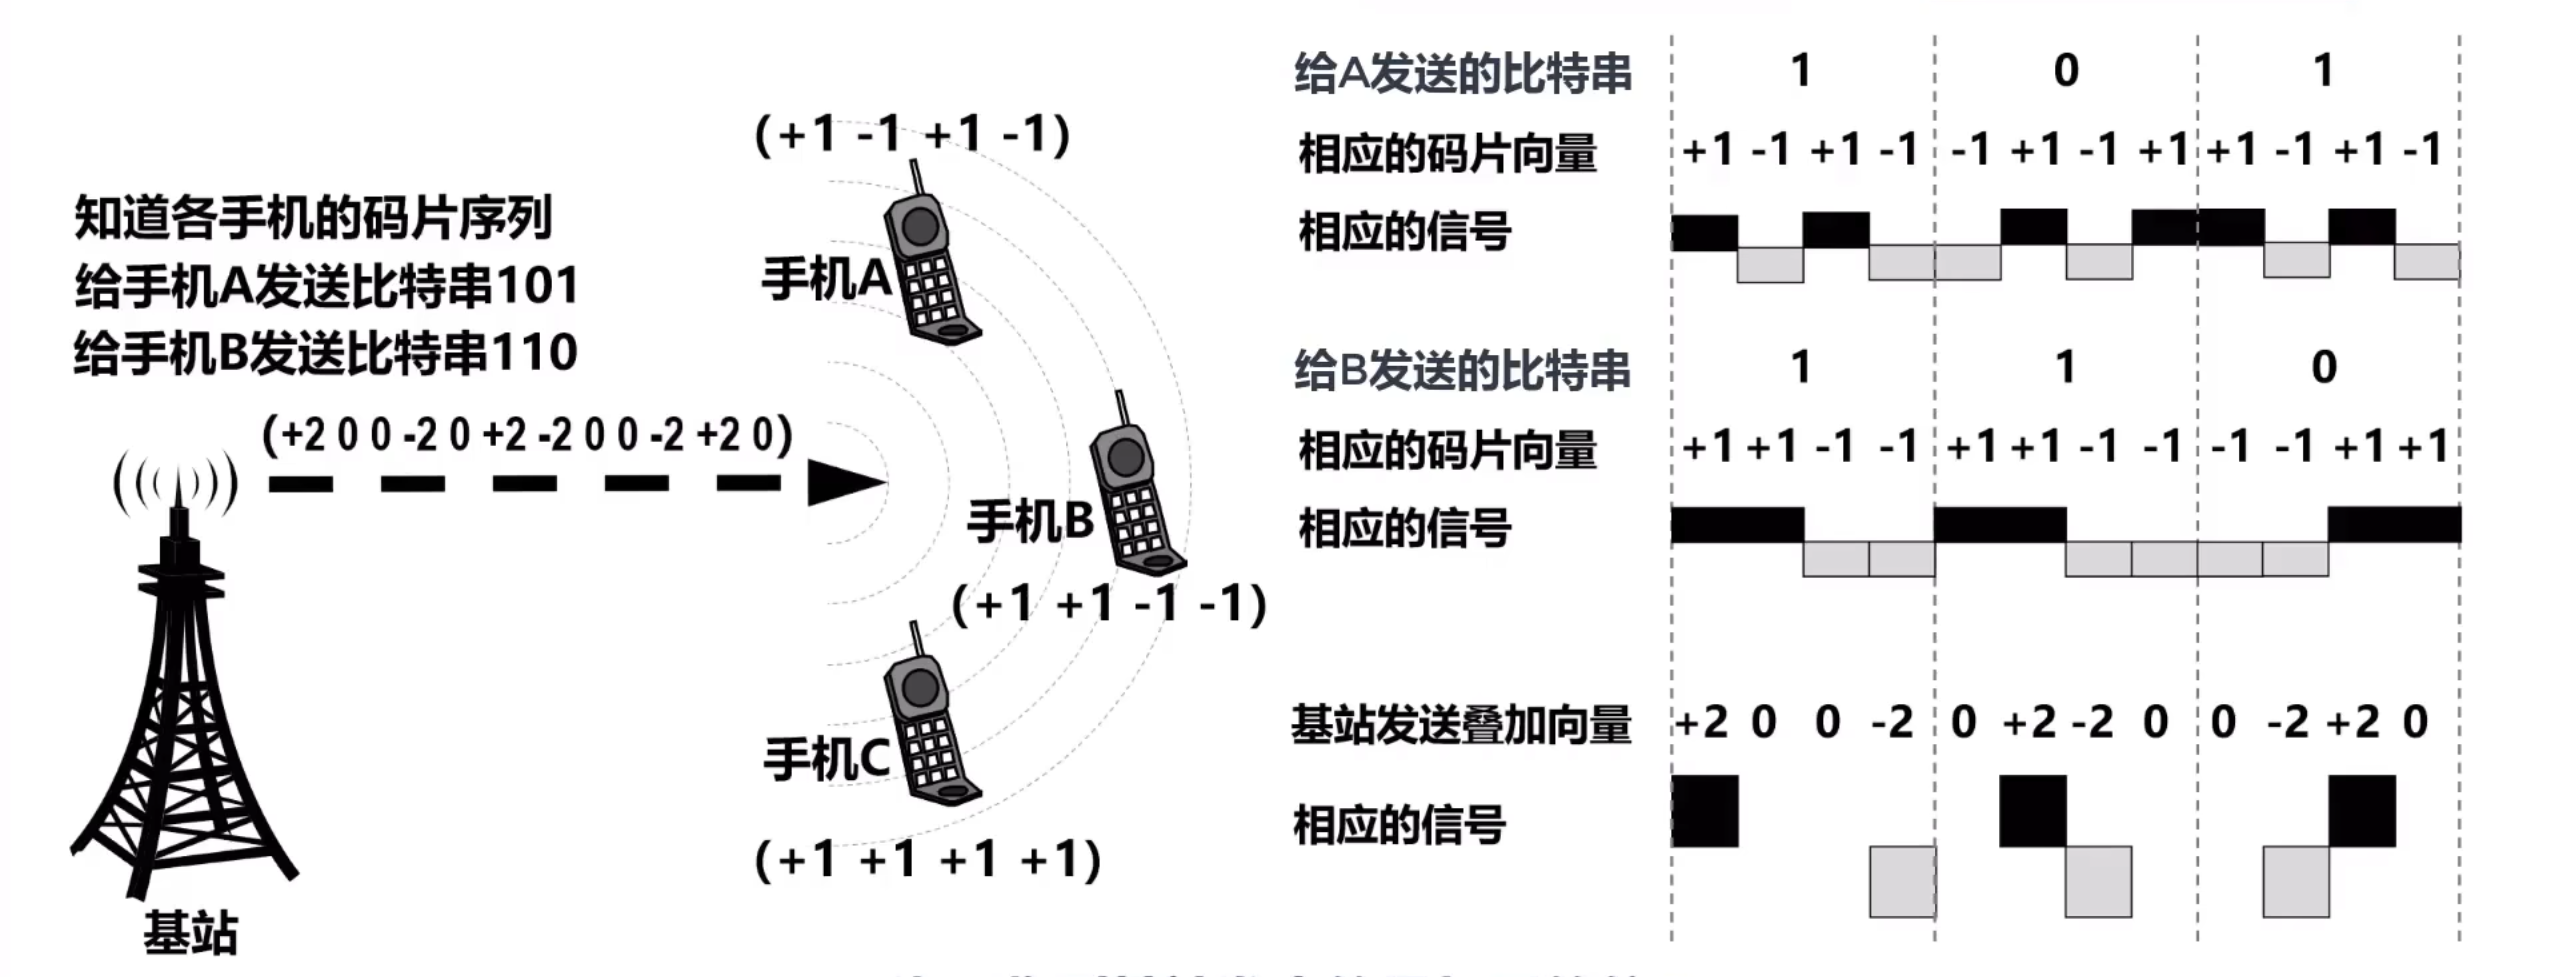 知道各手机的码片序列
给手机A发送比特串101
给手机B发送比特串110
(+2 0 0 -2 0 +2 -2 0 0 -2 +2 0)
基站
(+1 -1 +1 -1)
手机A
手机B
(+1 +1 -1 -1)
手机C
(+1 +1 +1 +1)
给A发送的比特串 1 0 1
相应的码片向量 +1 -1 +1 -1 -1 +1 -1 +1 +1 -1 +1 -1
相应的信号
给B发送的比特串 1 1 0
相应的码片向量 +1 +1 -1 -1 +1 +1 -1 -1 -1 -1 +1 +1
相应的信号
基站发送叠加向量 +2 0 0 -2 0 +2 -2 0 0 -2 +2 0
相应的信号